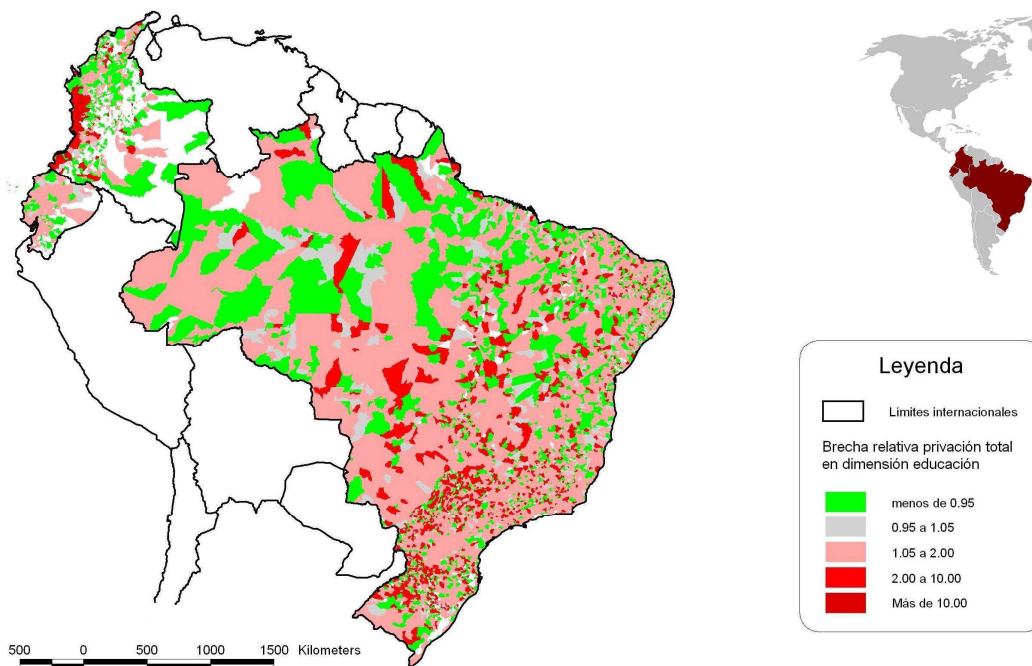 Leyenda
Límites internacionales
Brecha relativa privación total
en dimensión educación
menos de 0.95
0.95 a 1.05
1.05 a 2.00
2.00 a 10.00
Más de 10.00
500 0 500 1000 1500 Kilometers